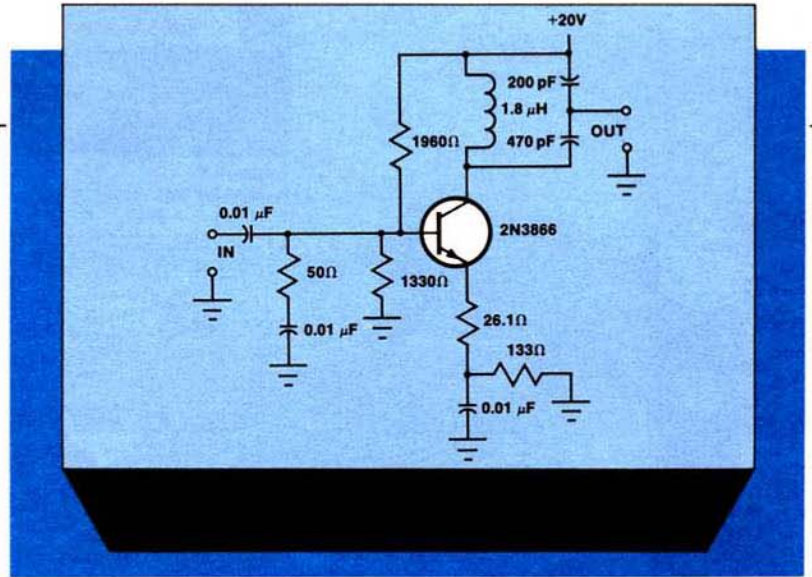 +20V
200 pF
1.8 µH
470 pF
OUT
1960Ω
0.01 µF
2N3866
IN
50Ω
1330Ω
0.01 µF
26.1Ω
133Ω
0.01 µF